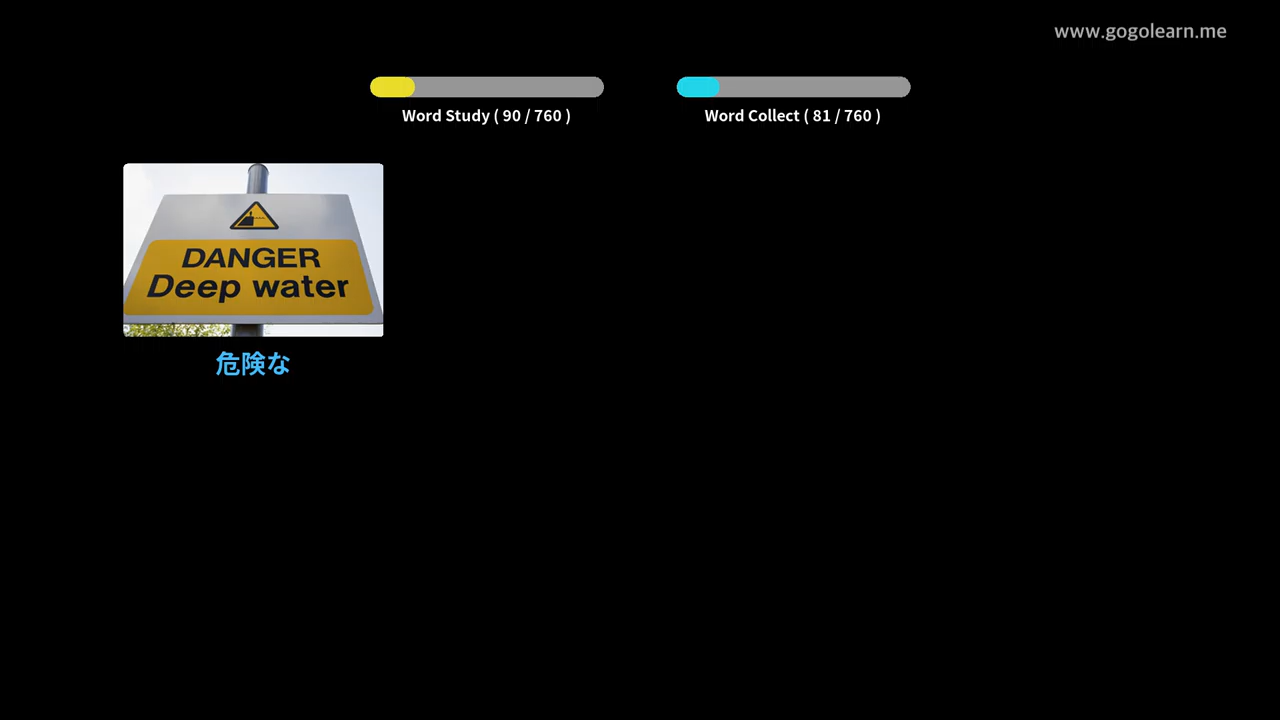 www.gogolearn.me
Word Study ( 90 / 760 )
Word Collect ( 81 / 760 )
DANGER
Deep water
危険な